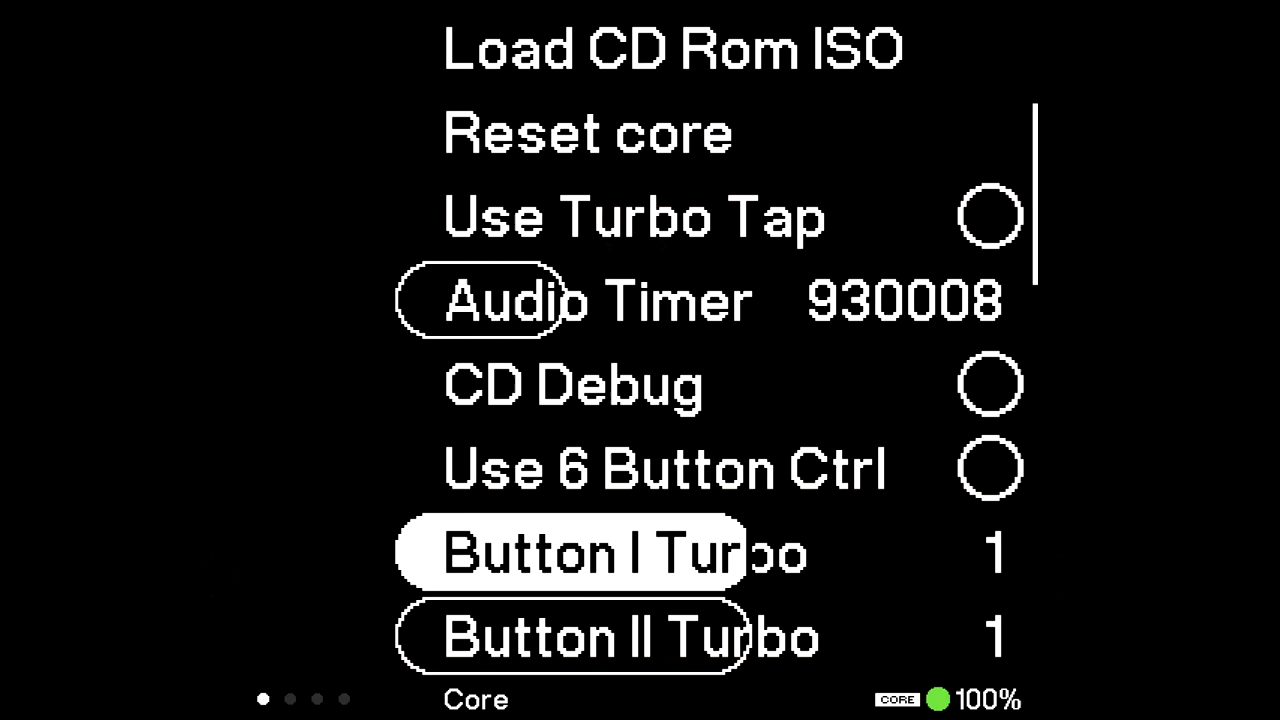 Load CD Rom ISO
Reset core
Use Turbo Tap
Audio Timer 930008
CD Debug
Use 6 Button Ctrl
Button I Turbo 1
Button II Turbo 1
Core CORE 100%